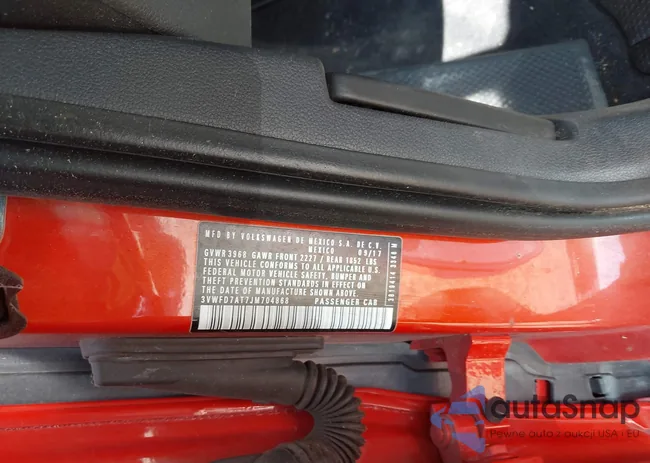 MFD BY VOLKSWAGEN DE MEXICO S.A. DE C.V.
MEXICO 09/17
GVWR 3968 GAWR FRONT 2227 / REAR 1852 LBS
THIS VEHICLE CONFORMS TO ALL APPLICABLE U.S.
FEDERAL MOTOR VEHICLE SAFETY, BUMPER AND
THEFT PREVENTION STANDARDS IN EFFECT ON
THE DATE OF MANUFACTURE SHOWN ABOVE.
3VWFD7AT7JM704868 PASSENGER CAR
autaSnap
Pewne auta z aukcji USA i EU